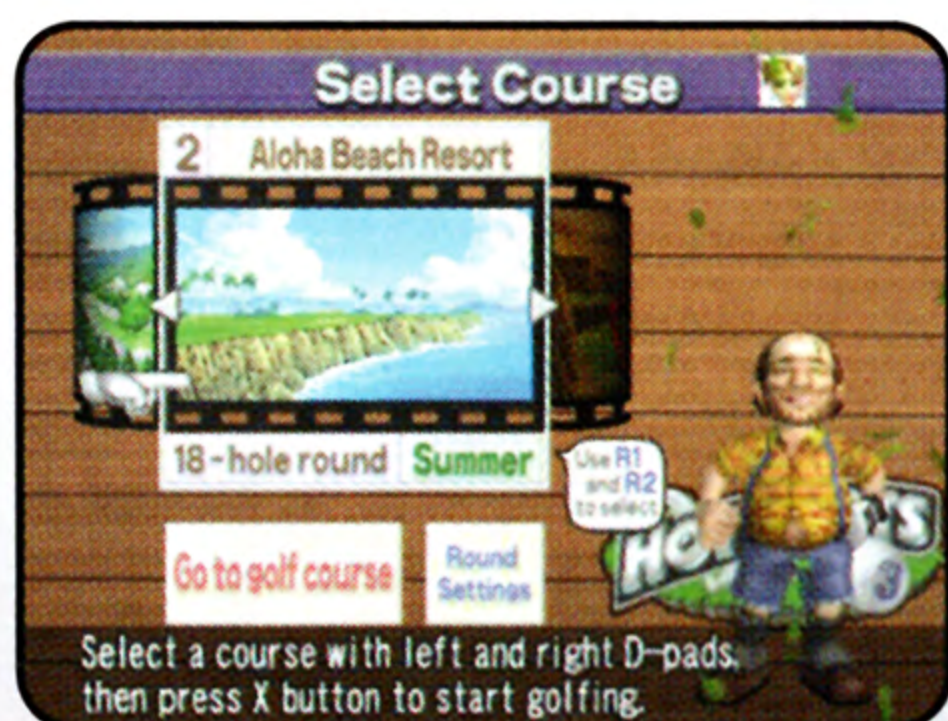 Select Course
2 Aloha Beach Resort
18-hole round Summer
Use R1
and R2
to select
Go to golf course
Round
Settings
3
Select a course with left and right D-pads,
then press X button to start golfing.